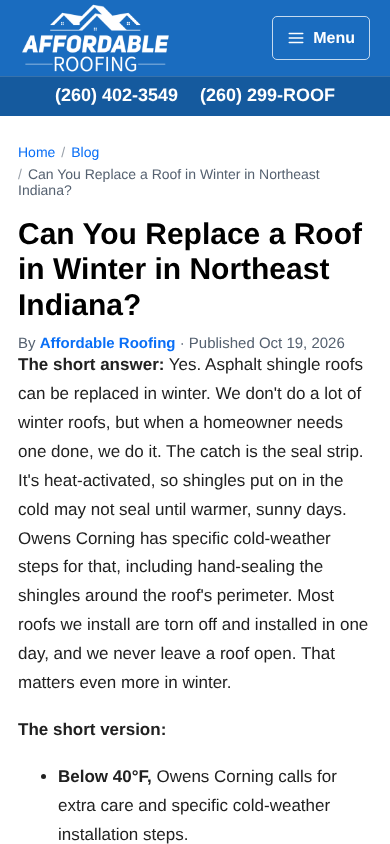 AFFORDABLE
ROOFING
Menu
(260) 402-3549 (260) 299-ROOF
Home / Blog
/ Can You Replace a Roof in Winter in Northeast
Indiana?
Can You Replace a Roof
in Winter in Northeast
Indiana?
By Affordable Roofing · Published Oct 19, 2026
The short answer: Yes. Asphalt shingle roofs
can be replaced in winter. We don't do a lot of
winter roofs, but when a homeowner needs
one done, we do it. The catch is the seal strip.
It's heat-activated, so shingles put on in the
cold may not seal until warmer, sunny days.
Owens Corning has specific cold-weather
steps for that, including hand-sealing the
shingles around the roof's perimeter. Most
roofs we install are torn off and installed in one
day, and we never leave a roof open. That
matters even more in winter.
The short version:
• Below 40°F, Owens Corning calls for
extra care and specific cold-weather
installation steps.